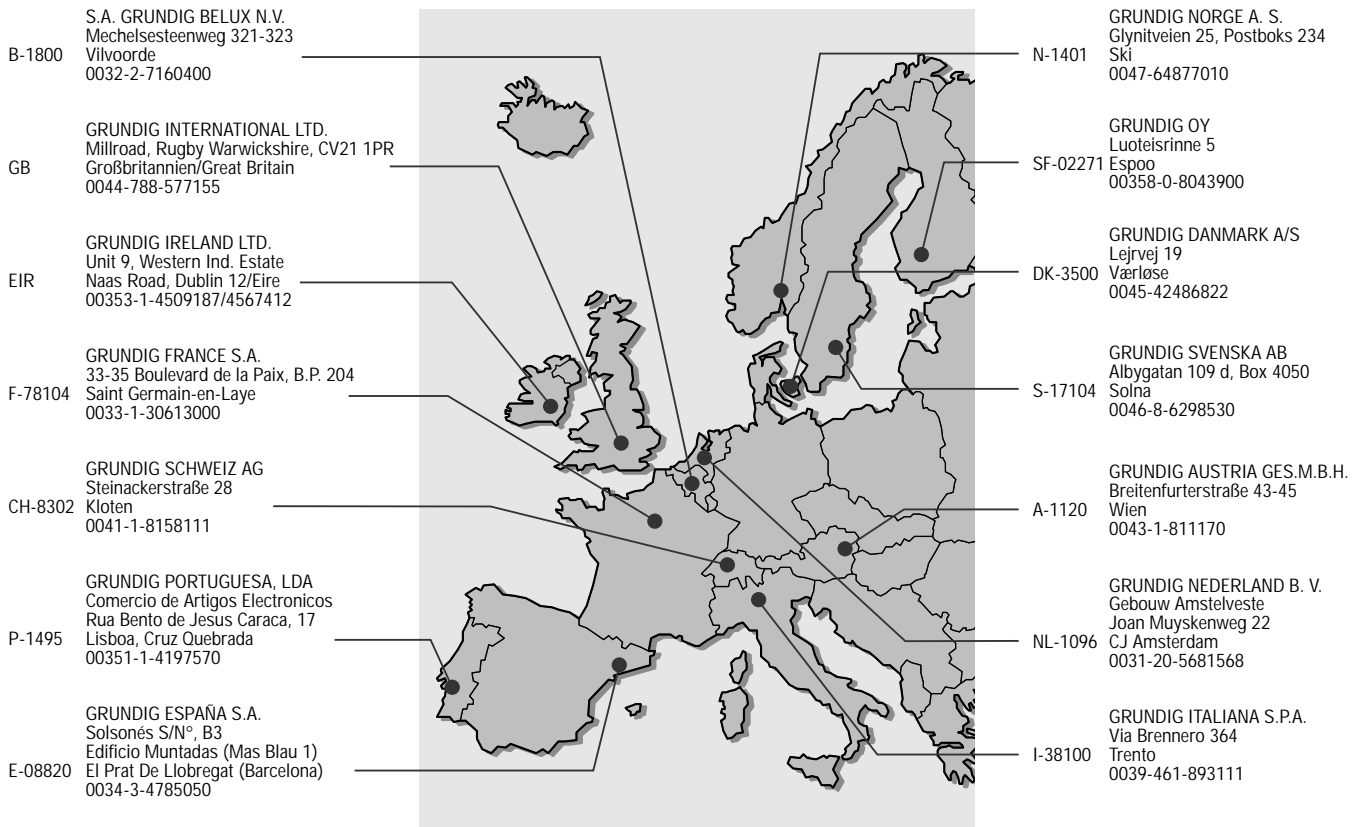 S.A. GRUNDIG BELUX N.V.
Mechelsesteenweg 321-323
B-1800 Vilvoorde
0032-2-7160400
GRUNDIG INTERNATIONAL LTD.
Millroad, Rugby Warwickshire, CV21 1PR
GB Großbritannien/Great Britain
0044-788-577155
GRUNDIG IRELAND LTD.
Unit 9, Western Ind. Estate
EIR Naas Road, Dublin 12/Eire
00353-1-4509187/4567412
GRUNDIG FRANCE S.A.
33-35 Boulevard de la Paix, B.P. 204
F-78104 Saint Germain-en-Laye
0033-1-30613000
GRUNDIG SCHWEIZ AG
Steinackerstraße 28
CH-8302 Kloten
0041-1-8158111
GRUNDIG PORTUGUESA, LDA
Comercio de Artigos Electronicos
Rua Bento de Jesus Caraca, 17
P-1495 Lisboa, Cruz Quebrada
00351-1-4197570
GRUNDIG ESPAÑA S.A.
Solsonés S/N°, B3
Edificio Muntadas (Mas Blau 1)
E-08820 El Prat De Llobregat (Barcelona)
0034-3-4785050
GRUNDIG NORGE A. S.
Glynitveien 25, Postboks 234
N-1401 Ski
0047-64877010
GRUNDIG OY
Luoteisrinne 5
SF-02271 Espoo
00358-0-8043900
GRUNDIG DANMARK A/S
Lejrvej 19
DK-3500 Værløse
0045-42486822
GRUNDIG SVENSKA AB
Albygatan 109 d, Box 4050
S-17104 Solna
0046-8-6298530
GRUNDIG AUSTRIA GES.M.B.H.
Breitenfurterstraße 43-45
A-1120 Wien
0043-1-811170
GRUNDIG NEDERLAND B. V.
Gebouw Amstelveste
Joan Muyskenweg 22
NL-1096 CJ Amsterdam
0031-20-5681568
GRUNDIG ITALIANA S.P.A.
Via Brennero 364
I-38100 Trento
0039-461-893111